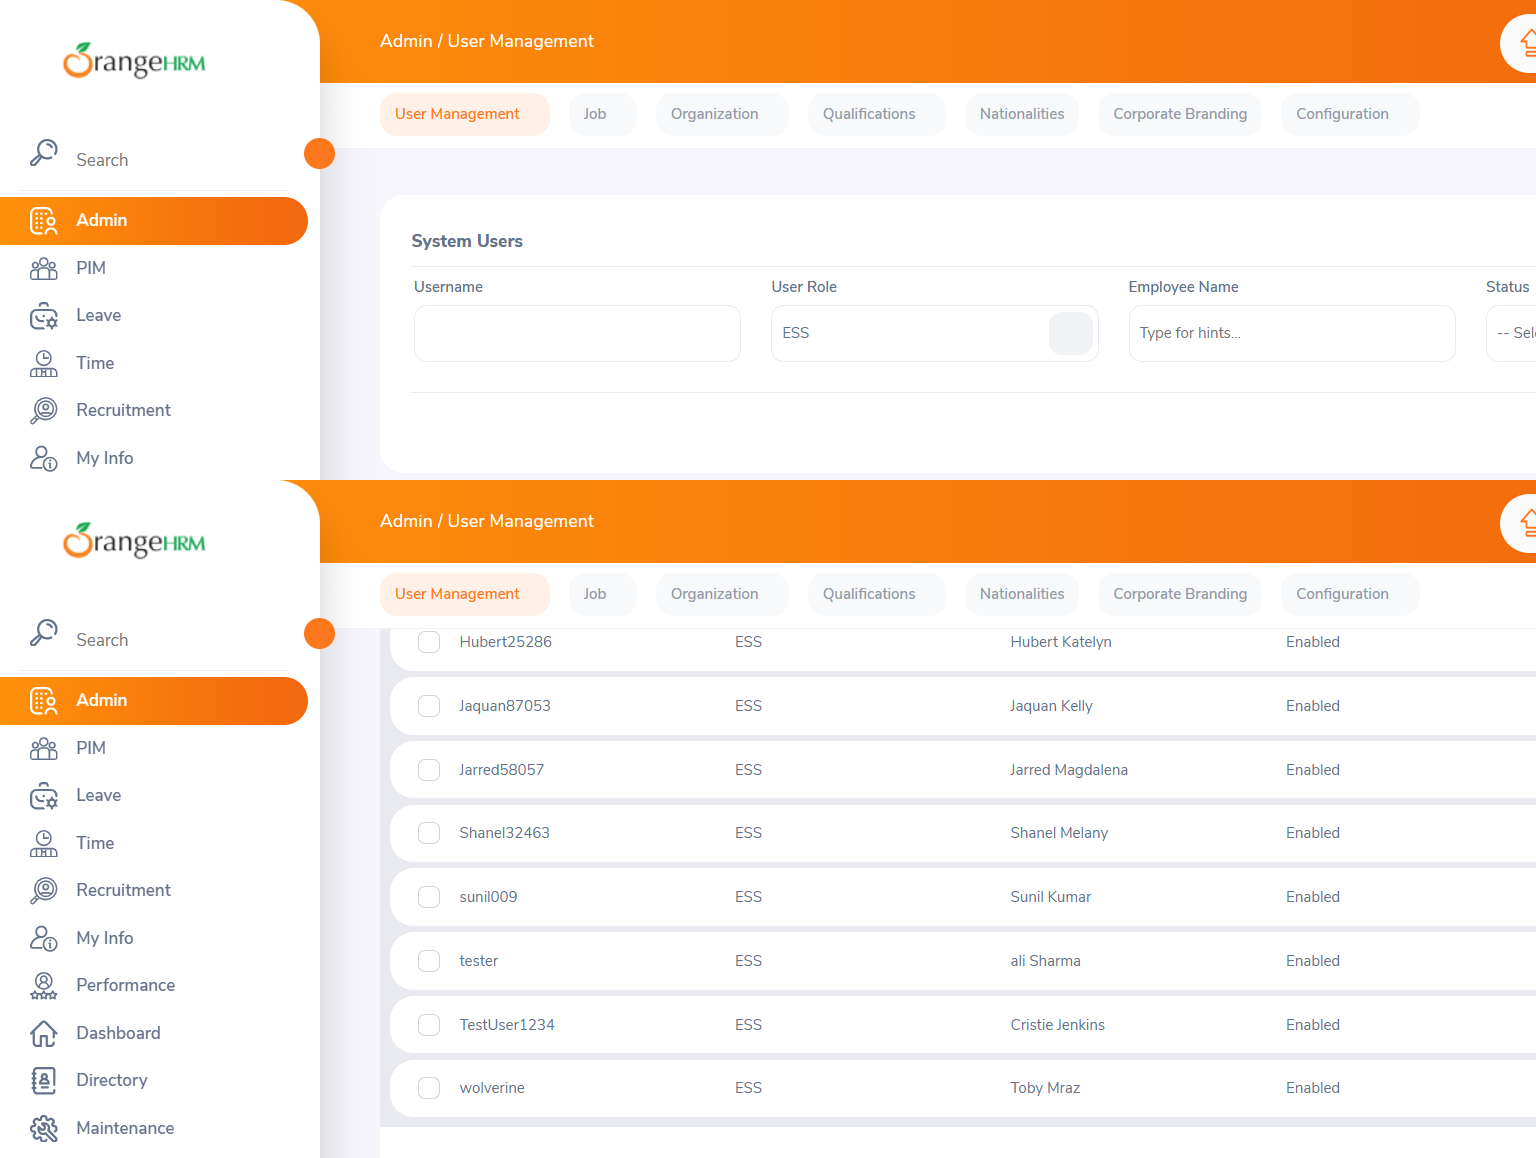 OrangeHRM
Admin / User Management
User Management Job Organization Qualifications Nationalities Corporate Branding Configuration
Search
Admin
PIM
Leave
Time
Recruitment
My Info
System Users
Username User Role Employee Name Status
ESS Type for hints... -- Sele
OrangeHRM
Admin / User Management
User Management Job Organization Qualifications Nationalities Corporate Branding Configuration
Search
Admin
PIM
Leave
Time
Recruitment
My Info
Performance
Dashboard
Directory
Maintenance
Hubert25286 ESS Hubert Katelyn Enabled
Jaquan87053 ESS Jaquan Kelly Enabled
Jarred58057 ESS Jarred Magdalena Enabled
Shanel32463 ESS Shanel Melany Enabled
sunil009 ESS Sunil Kumar Enabled
tester ESS ali Sharma Enabled
TestUser1234 ESS Cristie Jenkins Enabled
wolverine ESS Toby Mraz Enabled